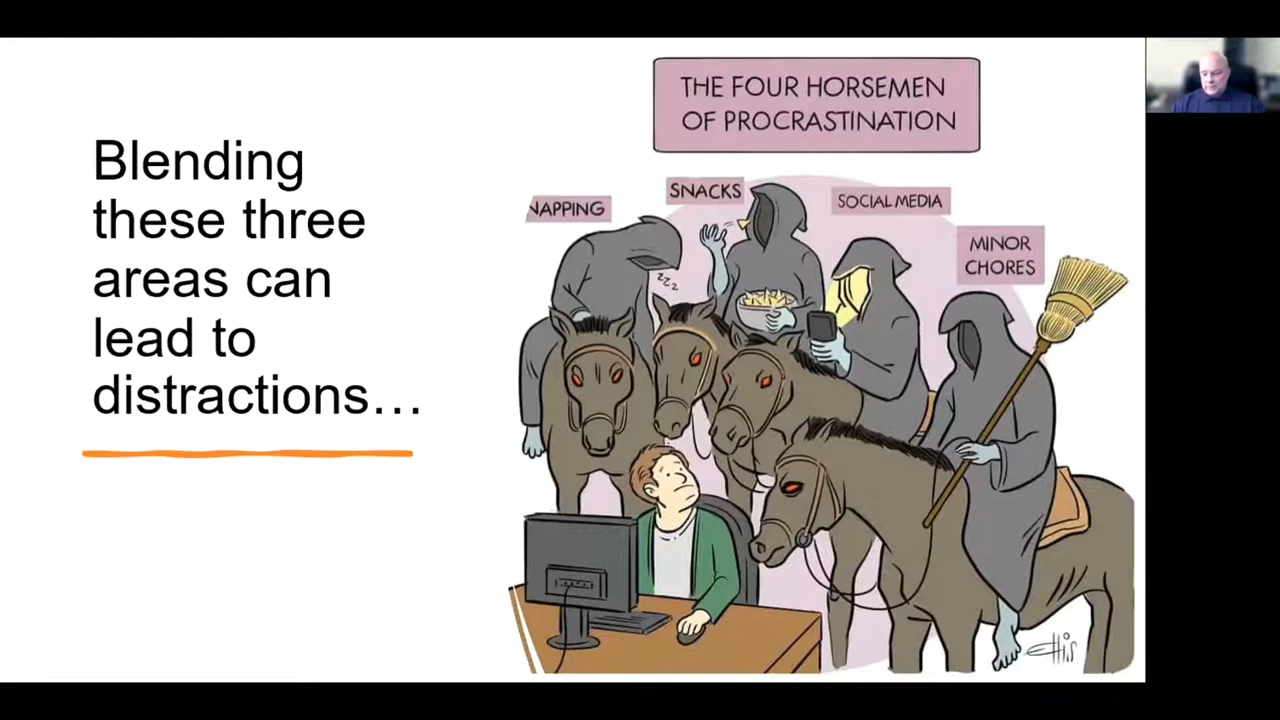 Blending
these three
areas can
lead to
distractions…
THE FOUR HORSEMEN
OF PROCRASTINATION
NAPPING
SNACKS
SOCIAL MEDIA
MINOR
CHORES
zzz
Ellis